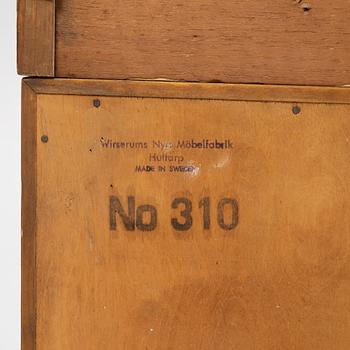 Wirserums Nya Möbelfabrik
Hultarp
MADE IN SWEDEN
No 310